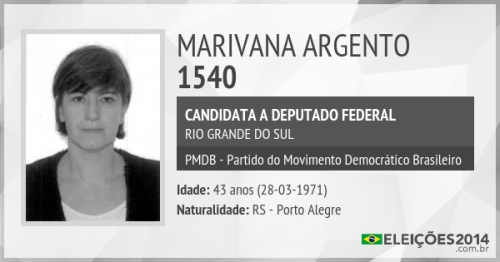 MARIVANA ARGENTO
1540
CANDIDATA A DEPUTADO FEDERAL
RIO GRANDE DO SUL
PMDB - Partido do Movimento Democrático Brasileiro
Idade: 43 anos (28-03-1971)
Naturalidade: RS - Porto Alegre
ELEIÇÕES2014
.com.br